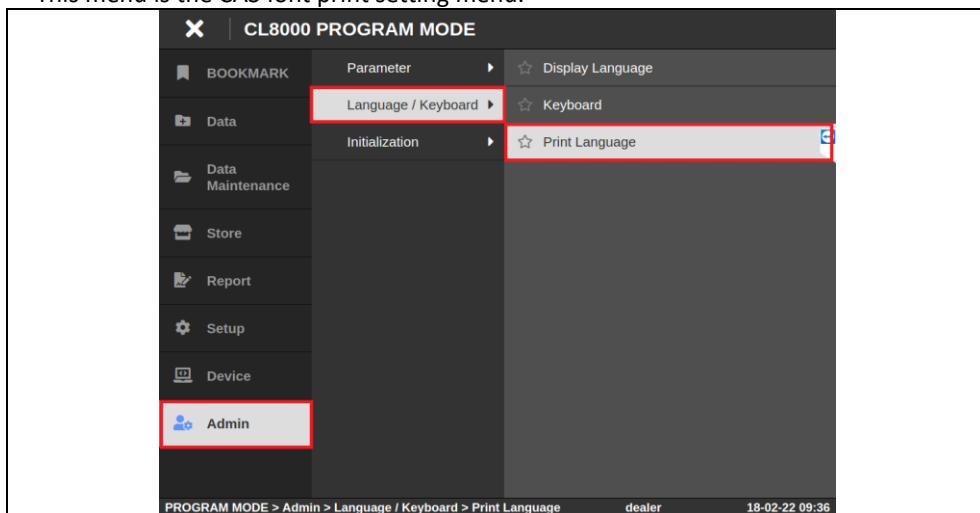 This menu is the CAS font print setting menu.
CL8000 PROGRAM MODE
BOOKMARK
Data
Data
Maintenance
Store
Report
Setup
Device
Admin
Parameter
Language / Keyboard
Initialization
Display Language
Keyboard
Print Language
PROGRAM MODE > Admin > Language / Keyboard > Print Language dealer 18-02-22 09:36